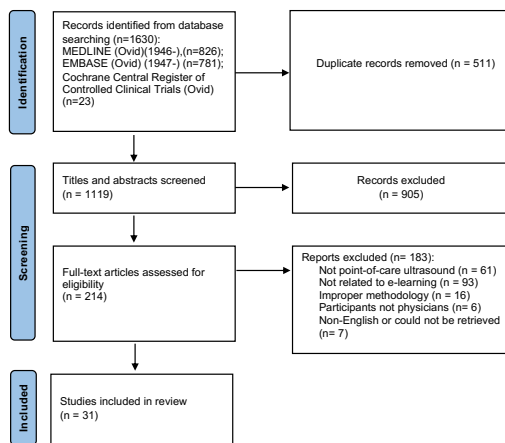 Identification
Records identified from database
searching (n=1630):
MEDLINE (Ovid)(1946-),(n=826);
EMBASE (Ovid) (1947-) (n=781);
Cochrane Central Register of
Controlled Clinical Trials (Ovid)
(n=23)
Duplicate records removed (n = 511)
Screening
Titles and abstracts screened
(n = 1119)
Records excluded
(n = 905)
Full-text articles assessed for
eligibility
(n = 214)
Reports excluded (n= 183):
Not point-of-care ultrasound (n = 61)
Not related to e-learning (n = 93)
Improper methodology (n = 16)
Participants not physicians (n = 6)
Non-English or could not be retrieved
(n= 7)
Included
Studies included in review
(n = 31)